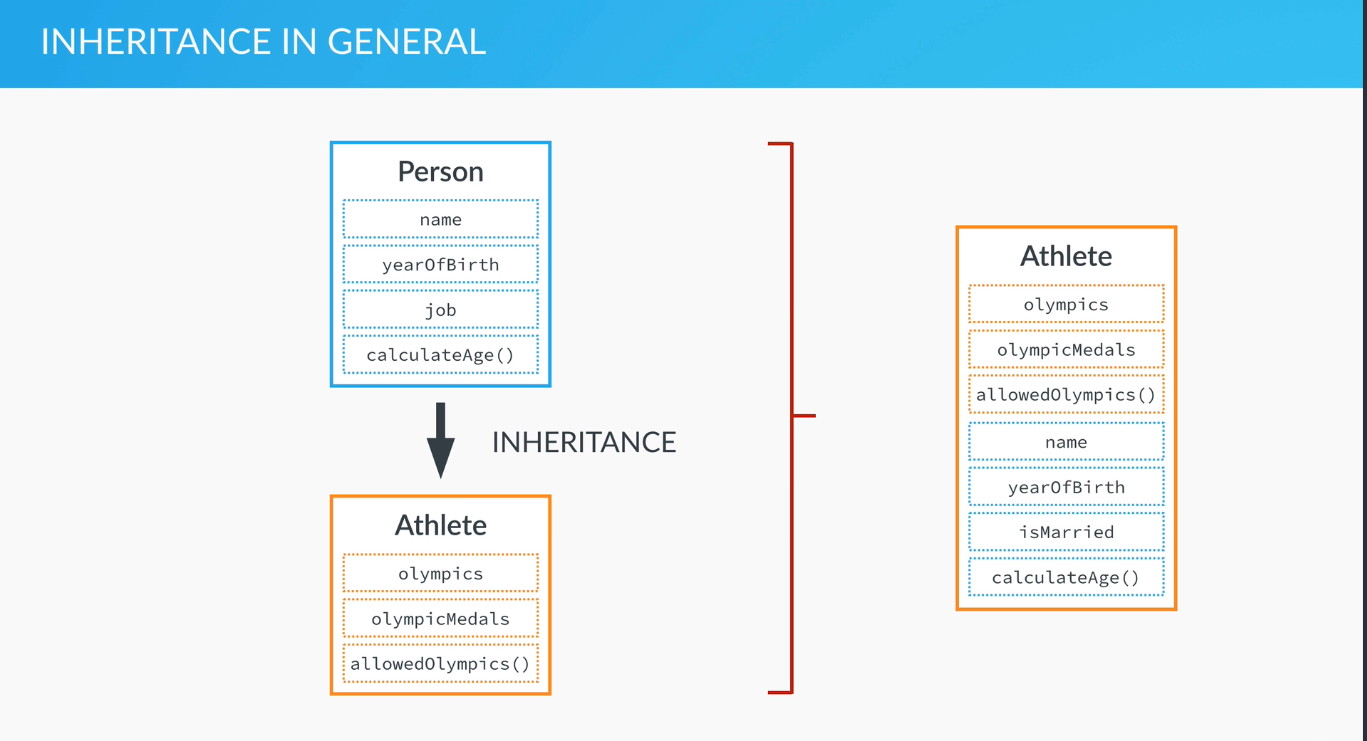 INHERITANCE IN GENERAL
Person
name
yearOfBirth
job
calculateAge()
INHERITANCE
Athlete
olympics
olympicMedals
allowedOlympics()
Athlete
olympics
olympicMedals
allowedOlympics()
name
yearOfBirth
isMarried
calculateAge()